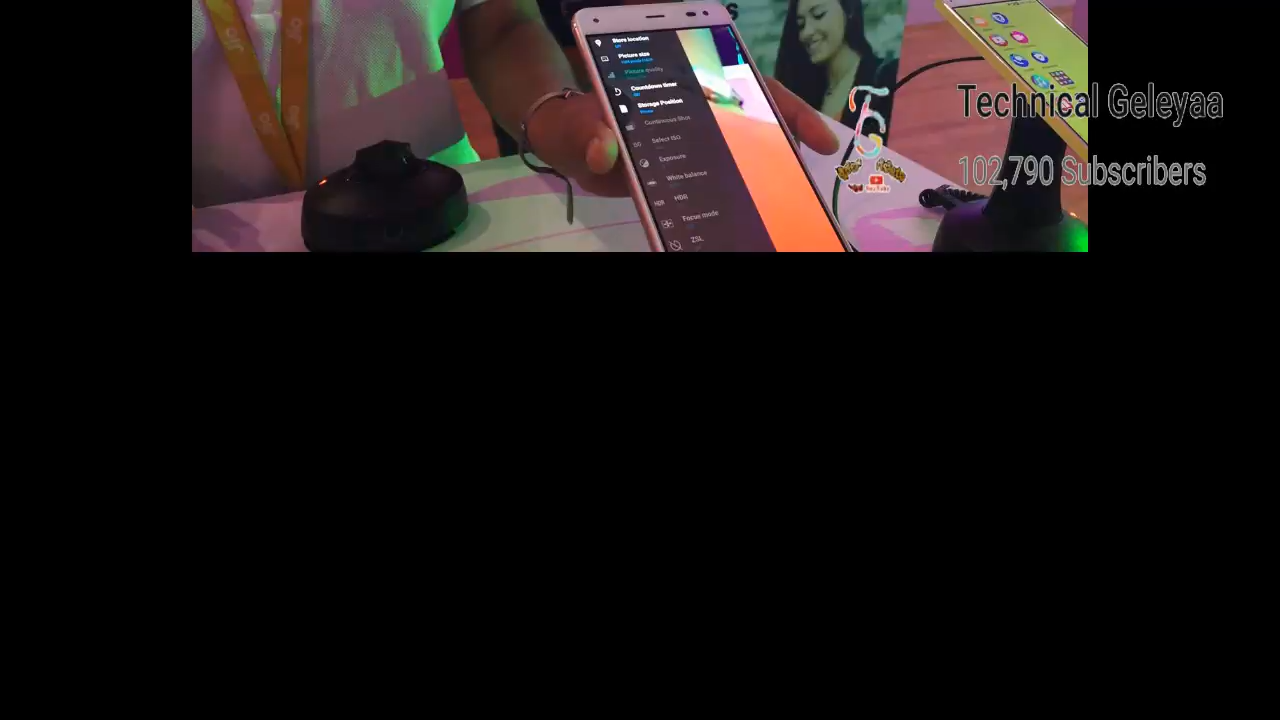 Store location
Picture size
Picture quality
Countdown timer
Storage Position
Continuous Shot
Select ISO
Exposure
White balance
HDR HDR
Focus mode
ZSL
Technical Geleyaa
102,790 Subscribers